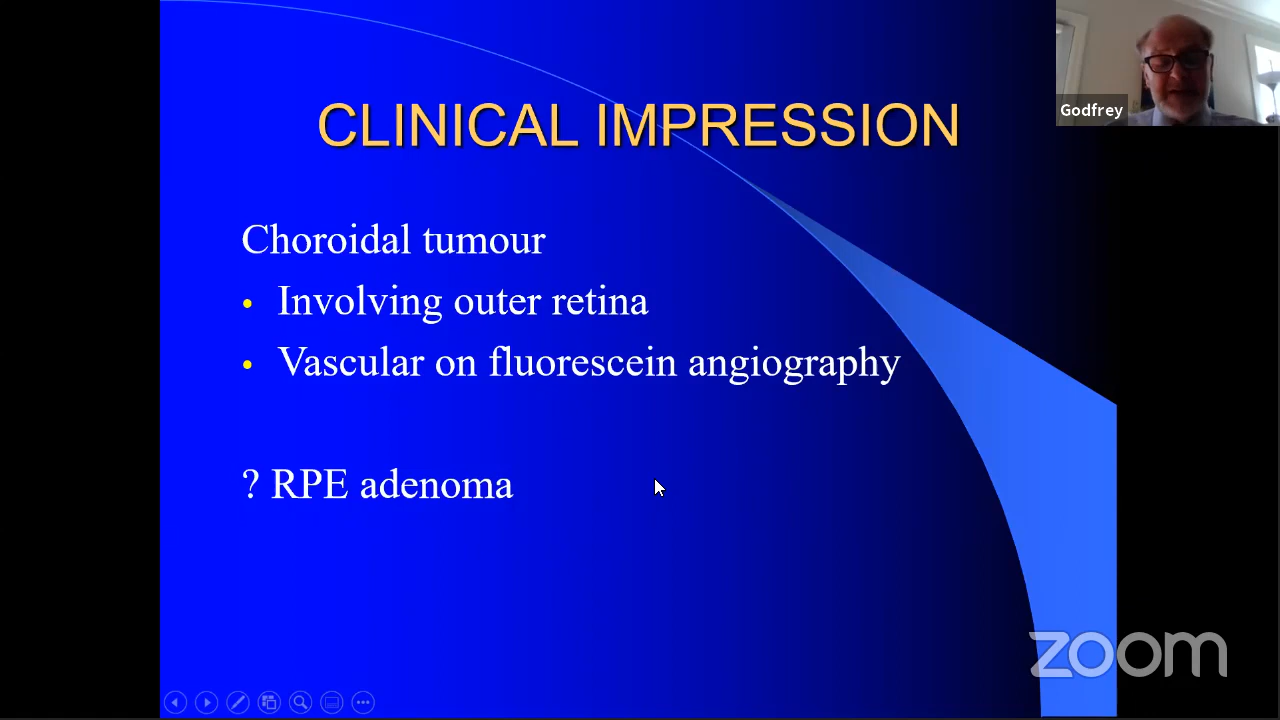 Godfrey
CLINICAL IMPRESSION
Choroidal tumour
• Involving outer retina
• Vascular on fluorescein angiography
? RPE adenoma
zoom